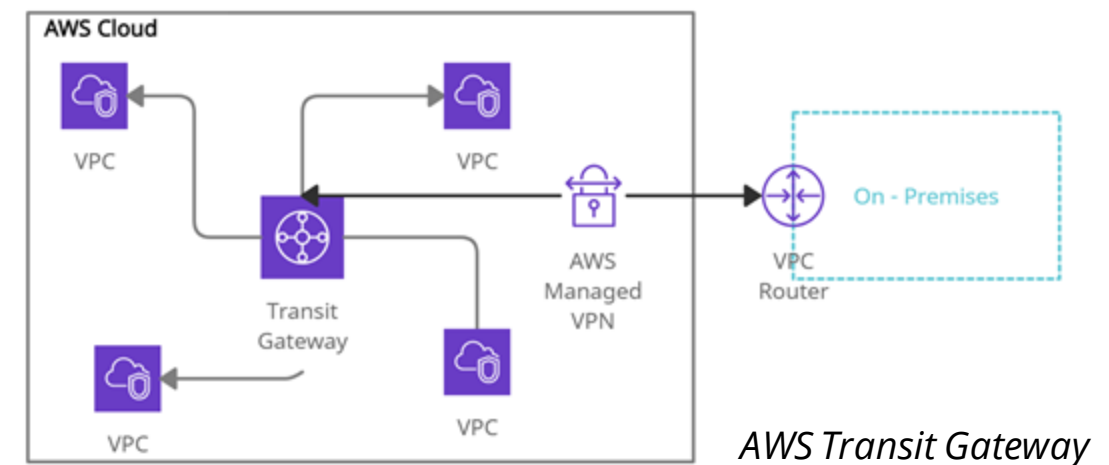 AWS Cloud
VPC
VPC
On - Premises
AWS
Managed
VPN
VPC
Router
Transit
Gateway
VPC
VPC
AWS Transit Gateway